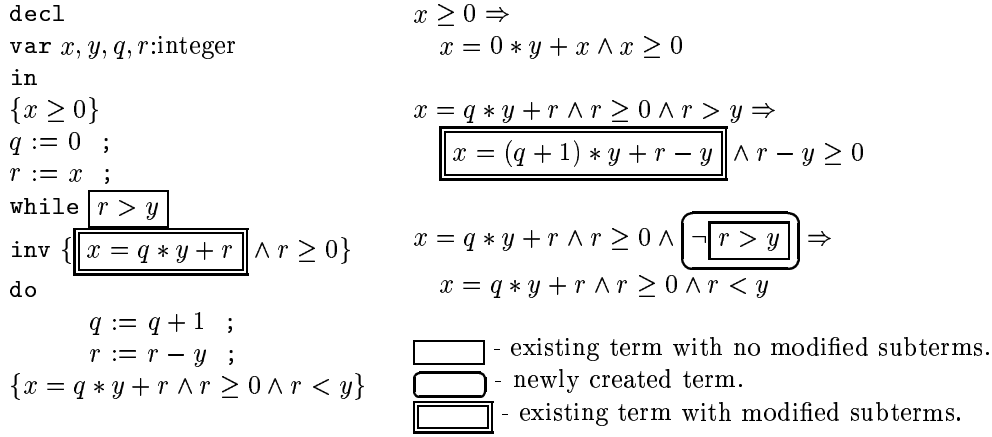 decl
var x, y, q, r:integer
in
{x ≥ 0}
q := 0 ;
r := x ;
while r > y
inv { x = q * y + r ∧ r ≥ 0}
do
q := q + 1 ;
r := r − y ;
{x = q * y + r ∧ r ≥ 0 ∧ r < y}
x ≥ 0 ⇒
x = 0 * y + x ∧ x ≥ 0
x = q * y + r ∧ r ≥ 0 ∧ r > y ⇒
x = (q + 1) * y + r − y ∧ r − y ≥ 0
x = q * y + r ∧ r ≥ 0 ∧ ¬ r > y ⇒
x = q * y + r ∧ r ≥ 0 ∧ r < y
- existing term with no modified subterms.
- newly created term.
- existing term with modified subterms.